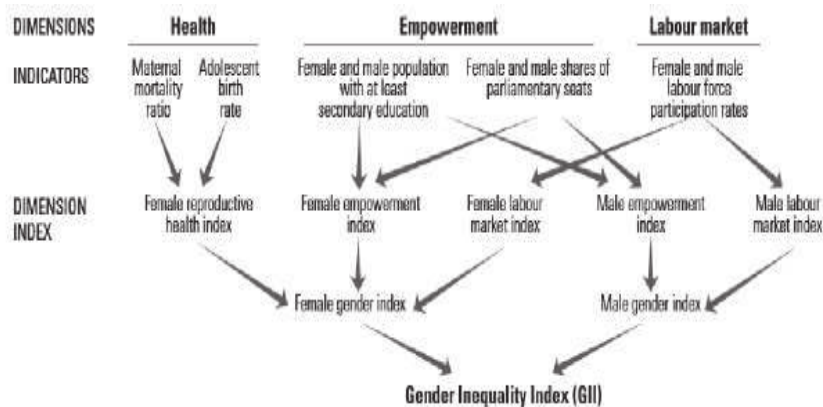 DIMENSIONS
Health
Empowerment
Labour market
INDICATORS
Maternal
mortality
ratio
Adolescent
birth
rate
Female and male population
with at least
secondary education
Female and male shares of
parliamentary seats
Female and male
labour force
participation rates
DIMENSION
INDEX
Female reproductive
health index
Female empowerment
index
Female labour
market index
Male empowerment
index
Male labour
market index
Female gender index
Male gender index
Gender Inequality Index (GII)